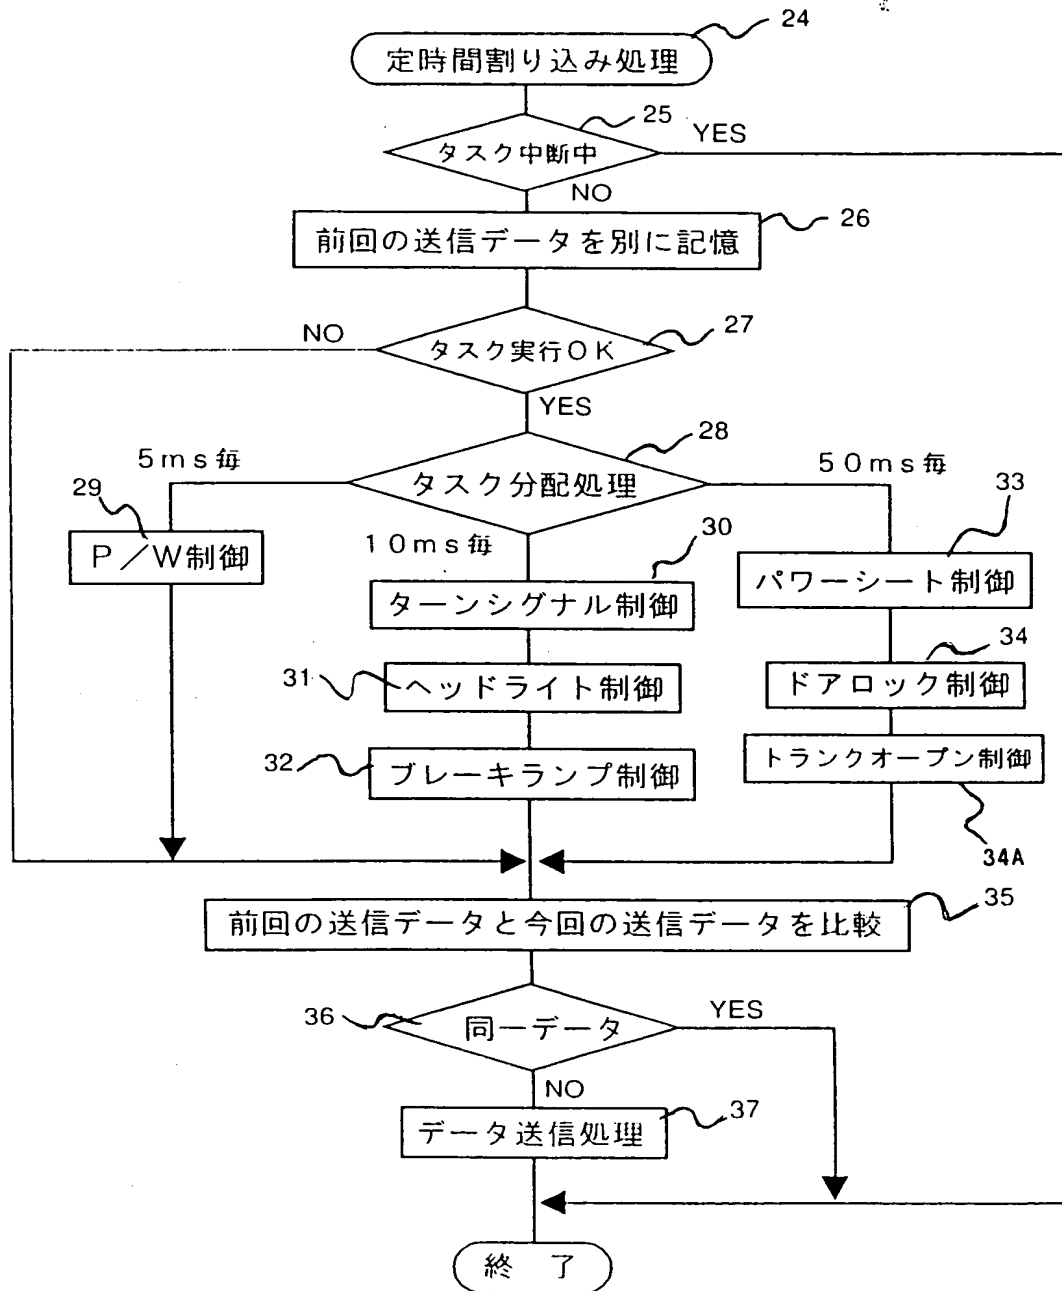 24
定時間割り込み処理
25
YES
タスク中断中
NO
26
前回の送信データを別に記憶
27
NO
タスク実行OK
YES
28
5ms毎
50ms毎
タスク分配処理
29
33
10ms毎
30
P/W制御
パワーシート制御
ターンシグナル制御
34
31
ヘッドライト制御
ドアロック制御
32
ブレーキランプ制御
トランクオープン制御
34A
35
前回の送信データと今回の送信データを比較
36
YES
同一データ
NO
37
データ送信処理
終 了